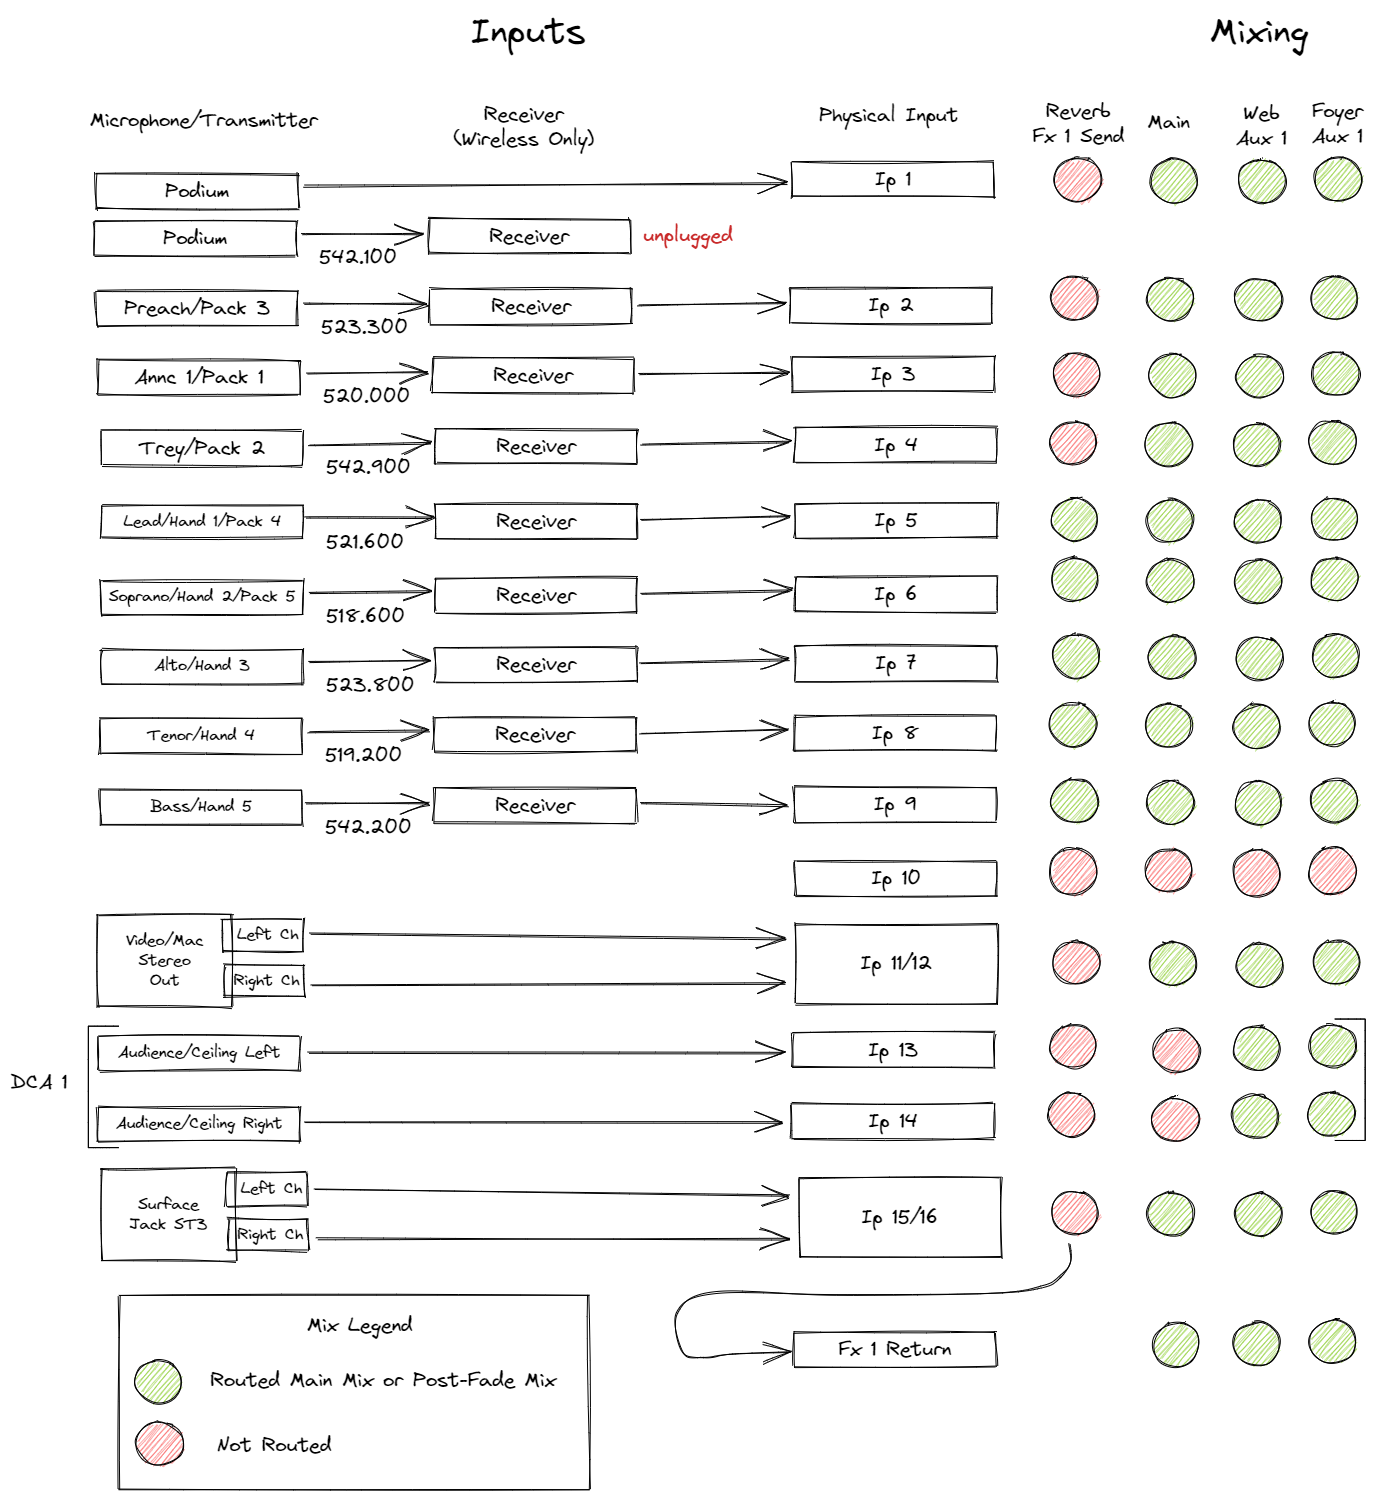 Inputs
Mixing
Microphone/Transmitter
Receiver
(Wireless Only)
Physical Input
Reverb
Fx 1 Send
Main
Web
Aux 1
Foyer
Aux 1
Podium
Ip 1
Podium
542.100
Receiver
unplugged
Preach/Pack 3
523.300
Receiver
Ip 2
Annc 1/Pack 1
520.000
Receiver
Ip 3
Trey/Pack 2
542.900
Receiver
Ip 4
Lead/Hand 1/Pack 4
521.600
Receiver
Ip 5
Soprano/Hand 2/Pack 5
518.600
Receiver
Ip 6
Alto/Hand 3
523.800
Receiver
Ip 7
Tenor/Hand 4
519.200
Receiver
Ip 8
Bass/Hand 5
542.200
Receiver
Ip 9
Ip 10
Video/Mac
Stereo
Out
Left Ch
Right Ch
Ip 11/12
DCA 1
Audience/Ceiling Left
Ip 13
Audience/Ceiling Right
Ip 14
Surface
Jack ST3
Left Ch
Right Ch
Ip 15/16
Fx 1 Return
Mix Legend
Routed Main Mix or Post-Fade Mix
Not Routed